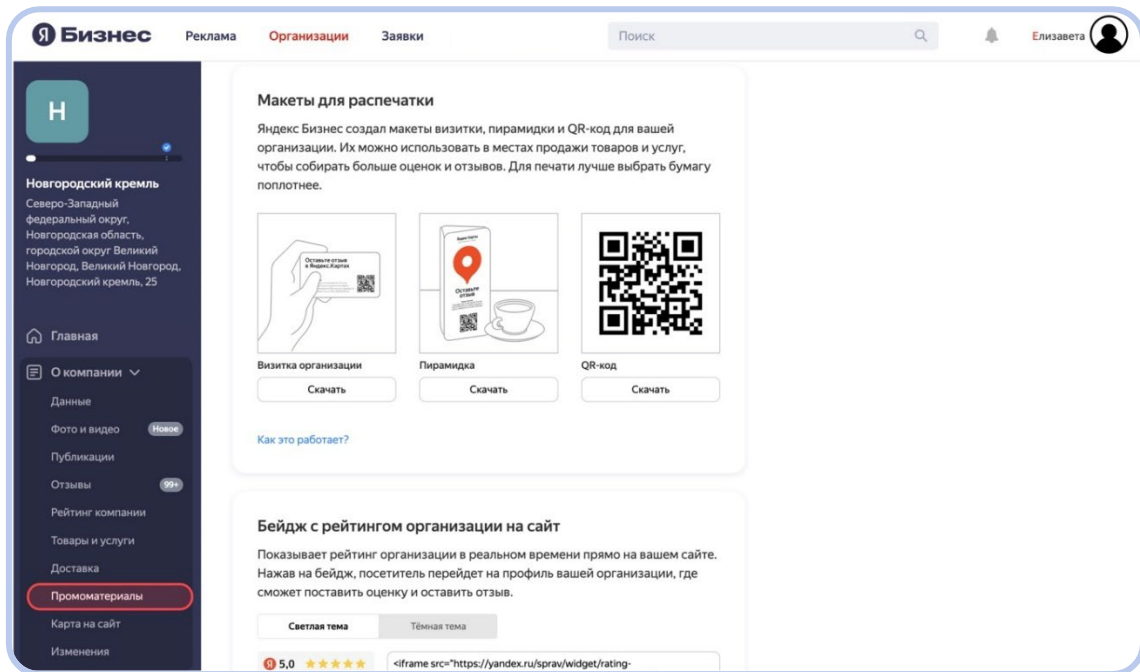 Я Бизнес
Реклама
Организации
Заявки
Поиск
Елизавета
Н
Новгородский кремль
Северо-Западный
федеральный округ,
Новгородская область,
городской округ Великий
Новгород, Великий Новгород,
Новгородский кремль, 25
Главная
О компании
Данные
Фото и видео
Новое
Публикации
Отзывы
99+
Рейтинг компании
Товары и услуги
Доставка
Промоматериалы
Карта на сайт
Изменения
Макеты для распечатки
Яндекс Бизнес создал макеты визитки, пирамидки и QR-код для вашей
организации. Их можно использовать в местах продажи товаров и услуг,
чтобы собирать больше оценок и отзывов. Для печати лучше выбрать бумагу
поплотнее.
Оставьте отзыв
в Яндекс.Картах
Яндекс Карты
Оставьте
отзыв
Визитка организации
Пирамидка
QR-код
Скачать
Скачать
Скачать
Как это работает?
Бейдж с рейтингом организации на сайт
Показывает рейтинг организации в реальном времени прямо на вашем сайте.
Нажав на бейдж, посетитель перейдет на профиль вашей организации, где
сможет поставить оценку и оставить отзыв.
Светлая тема
Тёмная тема
Я 5,0
<iframe src="https://yandex.ru/sprav/widget/rating-